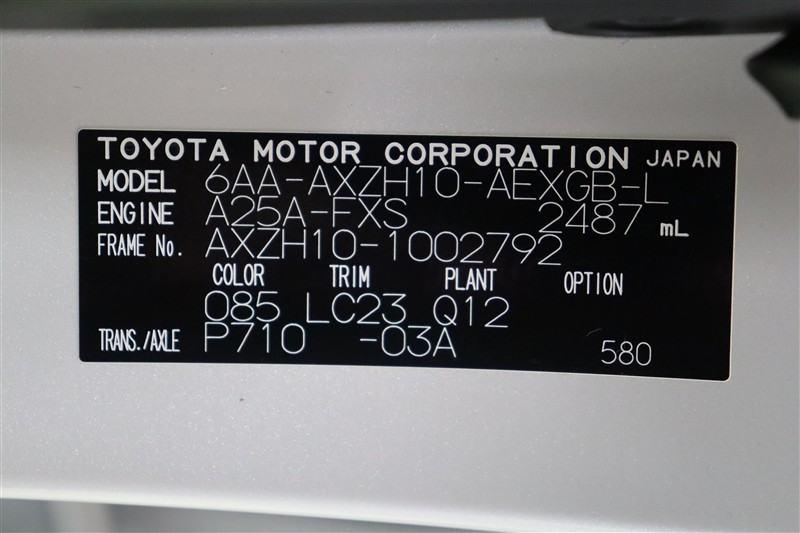 TOYOTA MOTOR CORPORATION JAPAN
MODEL 6AA-AXZH10-AEXGB-L
ENGINE A25A-FXS 2487 mL
FRAME No. AXZH10-1002792
COLOR TRIM PLANT OPTION
085 LC23 Q12
TRANS./AXLE P710 -03A 580